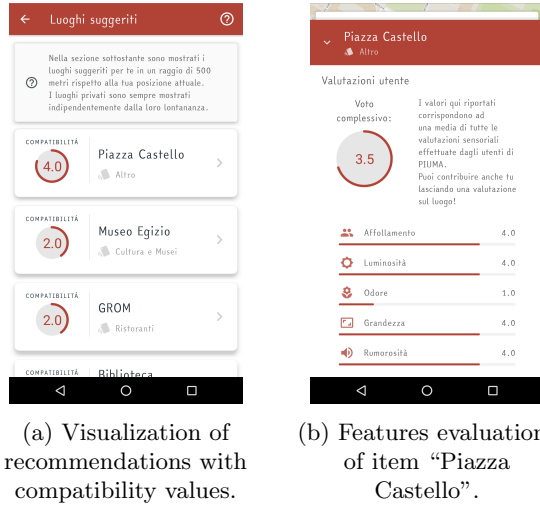 Luoghi suggeriti
Nella sezione sottostante sono mostrati i
luoghi suggeriti per te in un raggio di 500
metri rispetto alla tua posizione attuale.
I luoghi privati sono sempre mostrati
indipendentemente dalla loro lontananza.
COMPATIBILITÀ
4.0
Piazza Castello
Altro
COMPATIBILITÀ
2.0
Museo Egizio
Cultura e Musei
COMPATIBILITÀ
2.0
GROM
Ristoranti
COMPATIBILITÀ
Biblioteca
(a) Visualization of
recommendations with
compatibility values.
Piazza Castello
Altro
Valutazioni utente
Voto
complessivo:
3.5
I valori qui riportati
corrispondono ad
una media di tutte le
valutazioni sensoriali
effettuate dagli utenti di
PIUMA.
Puoi contribuire anche tu
lasciando una valutazione
sul luogo!
Affollamento 4.0
Luminosità 4.0
Odore 1.0
Grandezza 4.0
Rumorosità 4.0
(b) Features evaluation
of item “Piazza
Castello”.